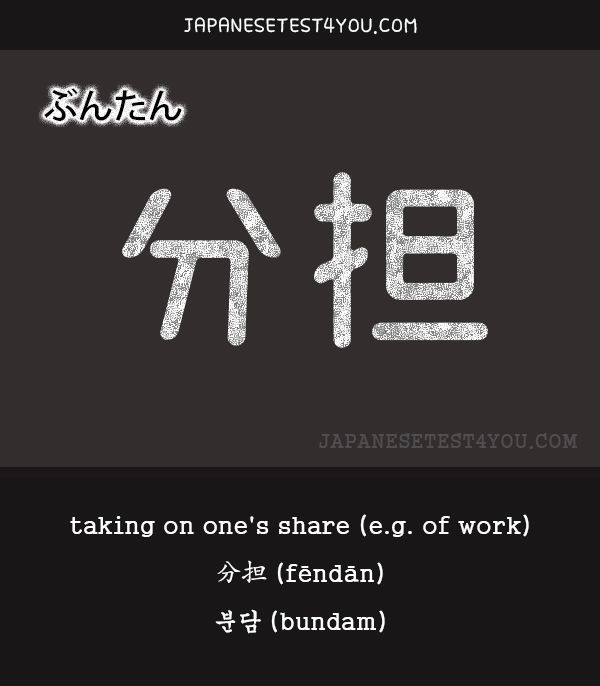 JAPANESETEST4YOU.COM
ぶんたん
分担
JAPANESETEST4YOU.COM
taking on one's share (e.g. of work)
分担 (fēndān)
분담 (bundam)